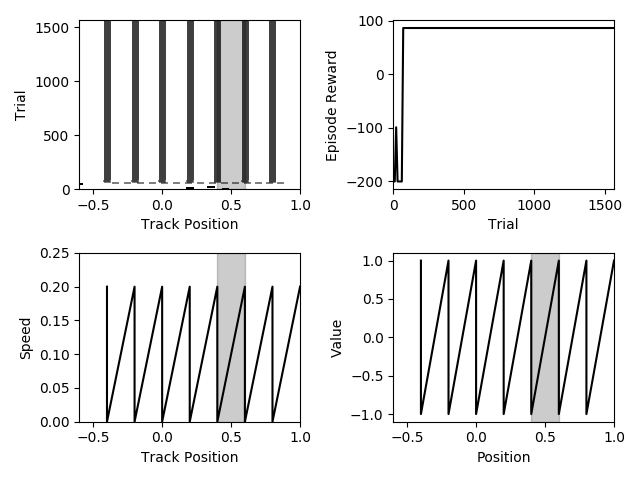 1500
1000
500
0
Trial
−0.5 0.0 0.5 1.0
Track Position
100
0
−100
−200
Episode Reward
0 500 1000 1500
Trial
0.25
0.20
0.15
0.10
0.05
0.00
Speed
−0.5 0.0 0.5 1.0
Track Position
1.0
0.5
0.0
−0.5
−1.0
Value
−0.5 0.0 0.5 1.0
Position